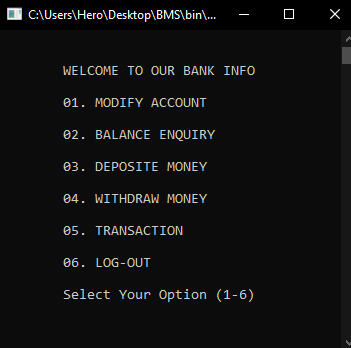 C:\Users\Hero\Desktop\BMS\bin\...
WELCOME TO OUR BANK INFO
01. MODIFY ACCOUNT
02. BALANCE ENQUIRY
03. DEPOSITE MONEY
04. WITHDRAW MONEY
05. TRANSACTION
06. LOG-OUT
Select Your Option (1-6)